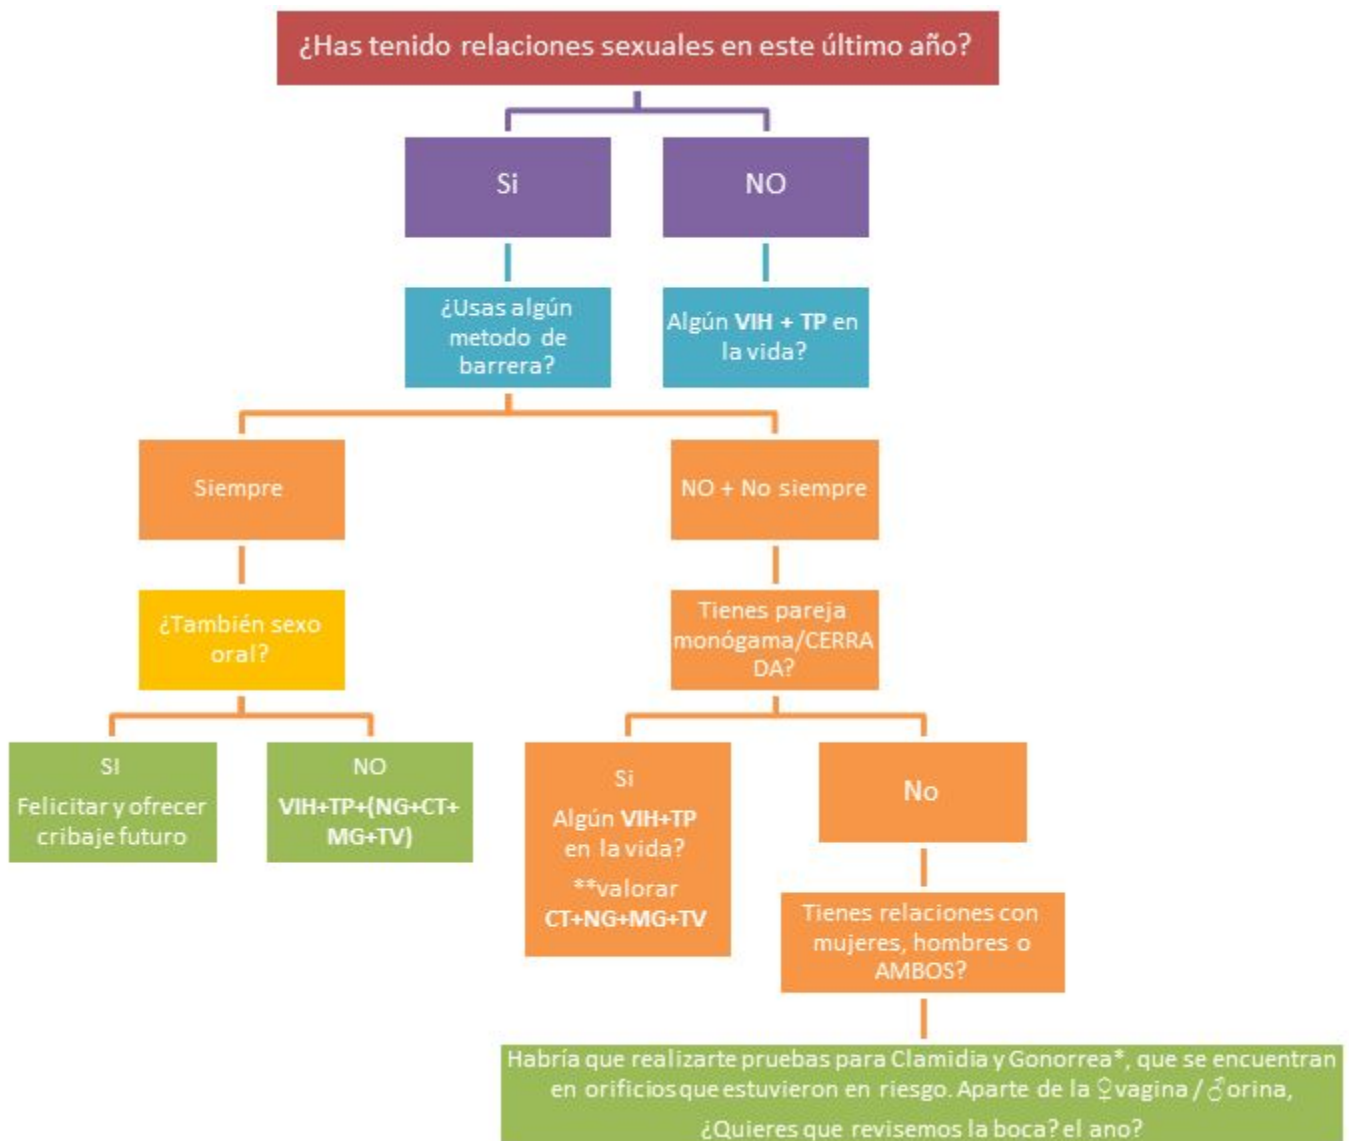 ¿Has tenido relaciones sexuales en este último año?
Si
NO
¿Usas algún
metodo de
barrera?
Algún VIH + TP en
la vida?
Siempre
NO + No siempre
¿También sexo
oral?
Tienes pareja
monógama/CERRA
DA?
SI
Felicitar y ofrecer
cribaje futuro
NO
VIH+TP+(NG+CT+
MG+TV)
Si
Algún VIH+TP
en la vida?
**valorar
CT+NG+MG+TV
No
Tienes relaciones con
mujeres, hombres o
AMBOS?
Habría que realizarte pruebas para Clamidia y Gonorrea*, que se encuentran
en orificios que estuvieron en riesgo. Aparte de la ♀vagina / ♂orina,
¿Quieres que revisemos la boca? el ano?